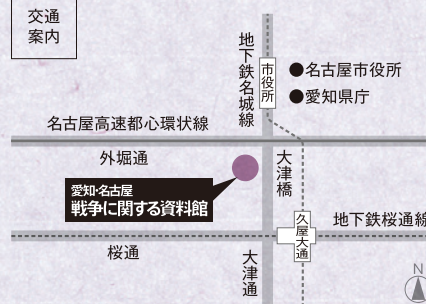 交通
案内
地下鉄名城線
市役所
●名古屋市役所
●愛知県庁
名古屋高速都心環状線
外堀通
大津橋
愛知・名古屋
戦争に関する資料館
久屋大通
地下鉄桜通線
桜通
大津通
N